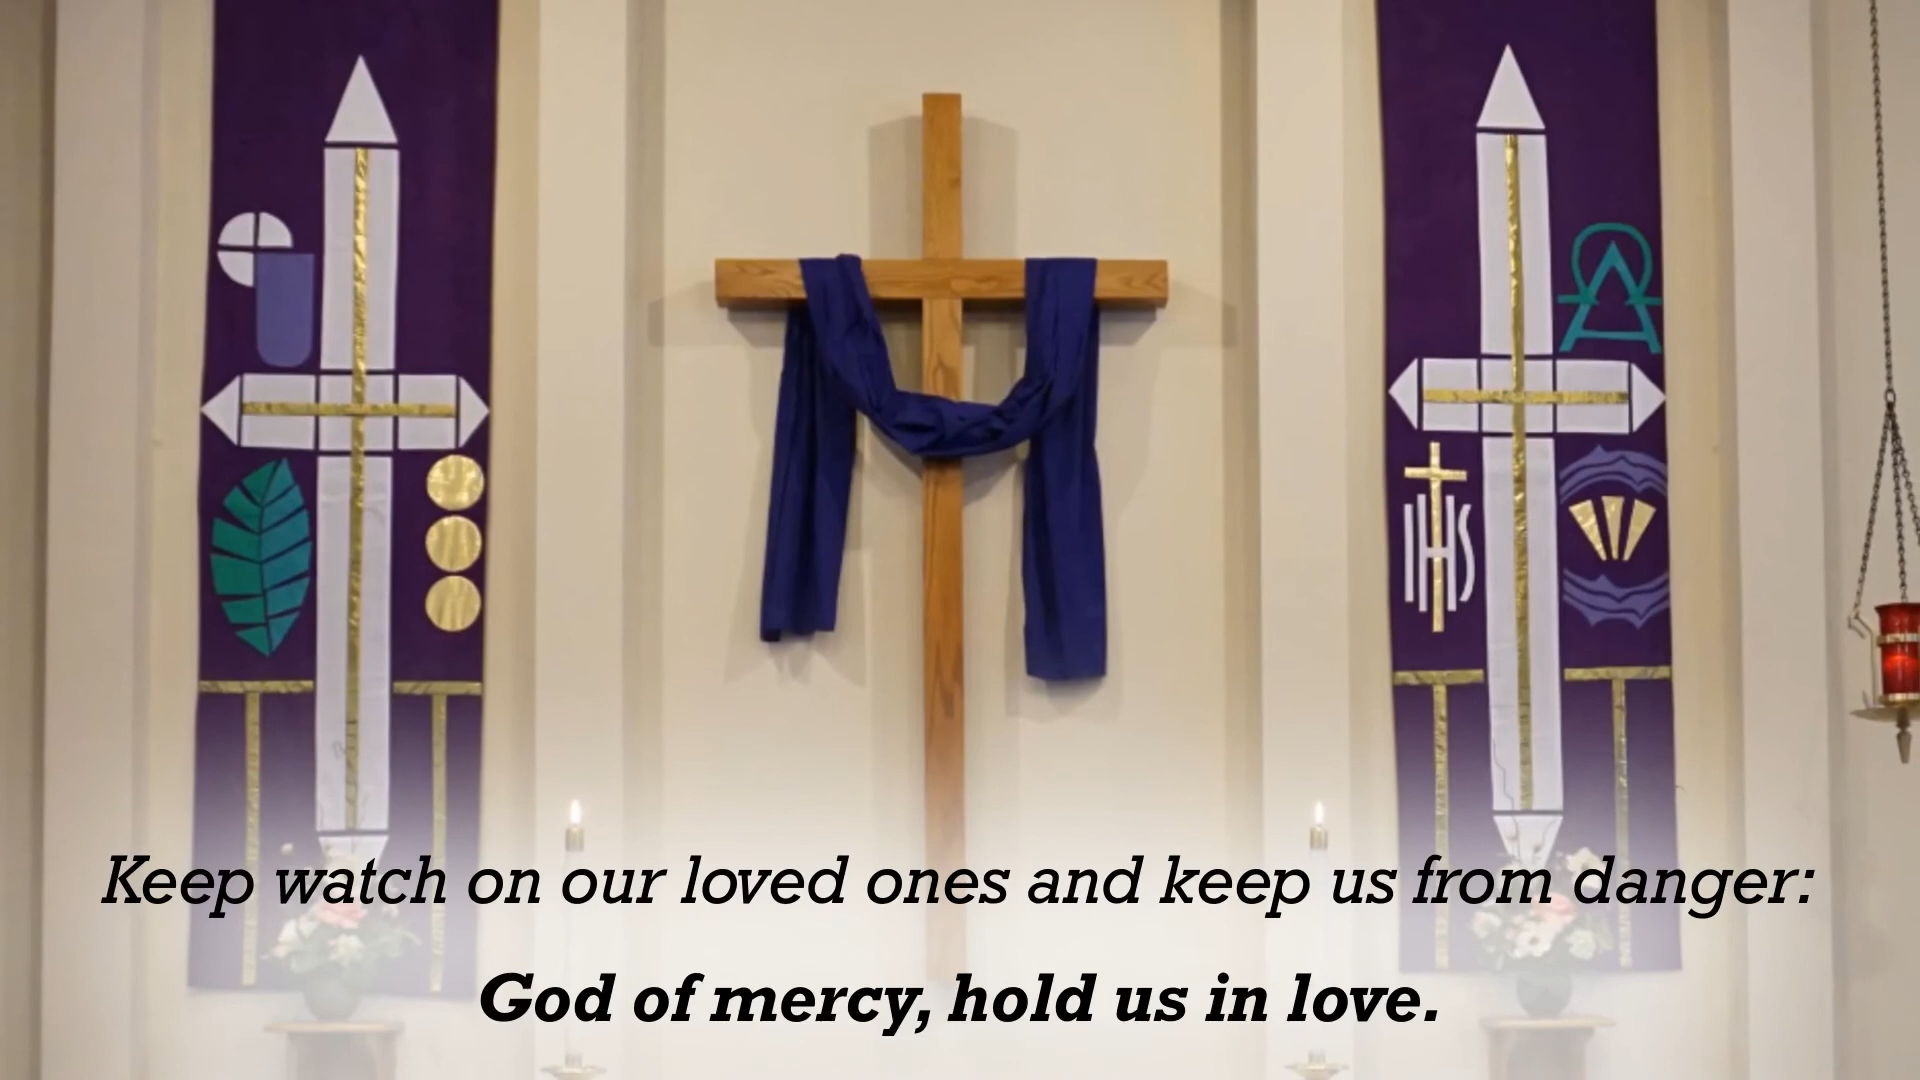 IHS
Keep watch on our loved ones and keep us from danger:
God of mercy, hold us in love.